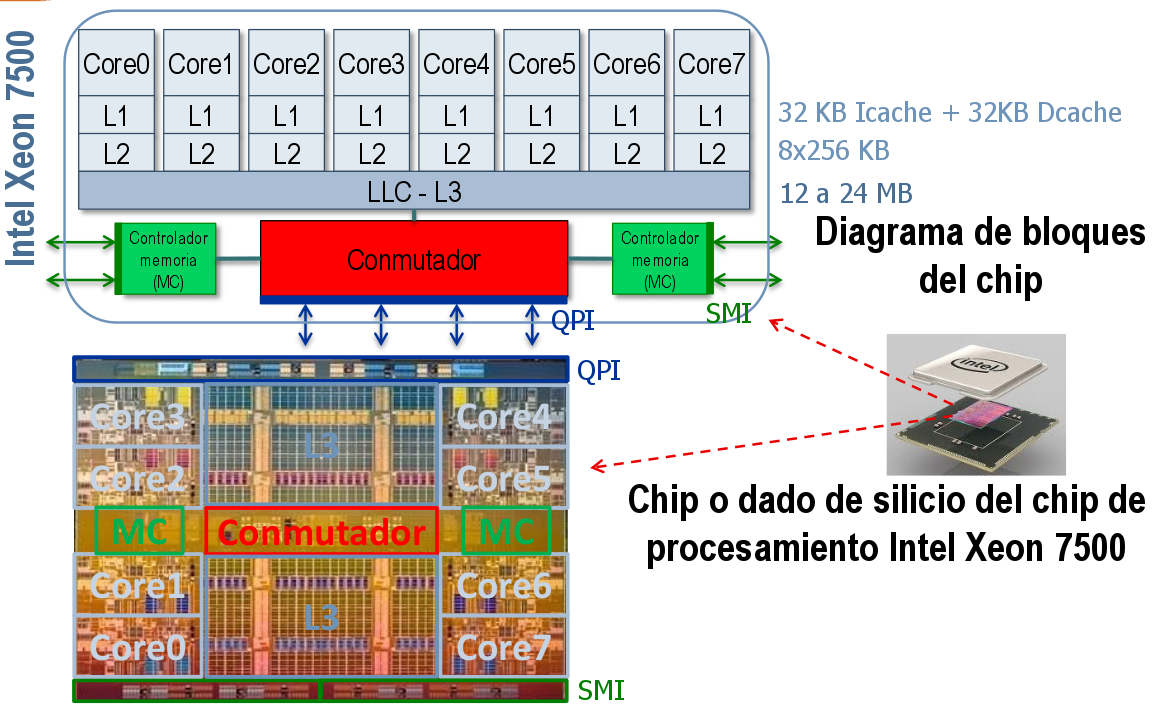 Intel Xeon 7500
Core0 Core1 Core2 Core3 Core4 Core5 Core6 Core7
L1 L1 L1 L1 L1 L1 L1 L1
32 KB Icache + 32KB Dcache
L2 L2 L2 L2 L2 L2 L2 L2
8x256 KB
LLC - L3
12 a 24 MB
Controlador
memoria
(MC)
Conmutador
Controlador
memoria
(MC)
SMI
QPI
Diagrama de bloques
del chip
QPI
Core3
L3
Core4
Core2
Core5
MC
Conmutador
MC
Core1
L3
Core6
Core0
Core7
SMI
intel
Chip o dado de silicio del chip de
procesamiento Intel Xeon 7500